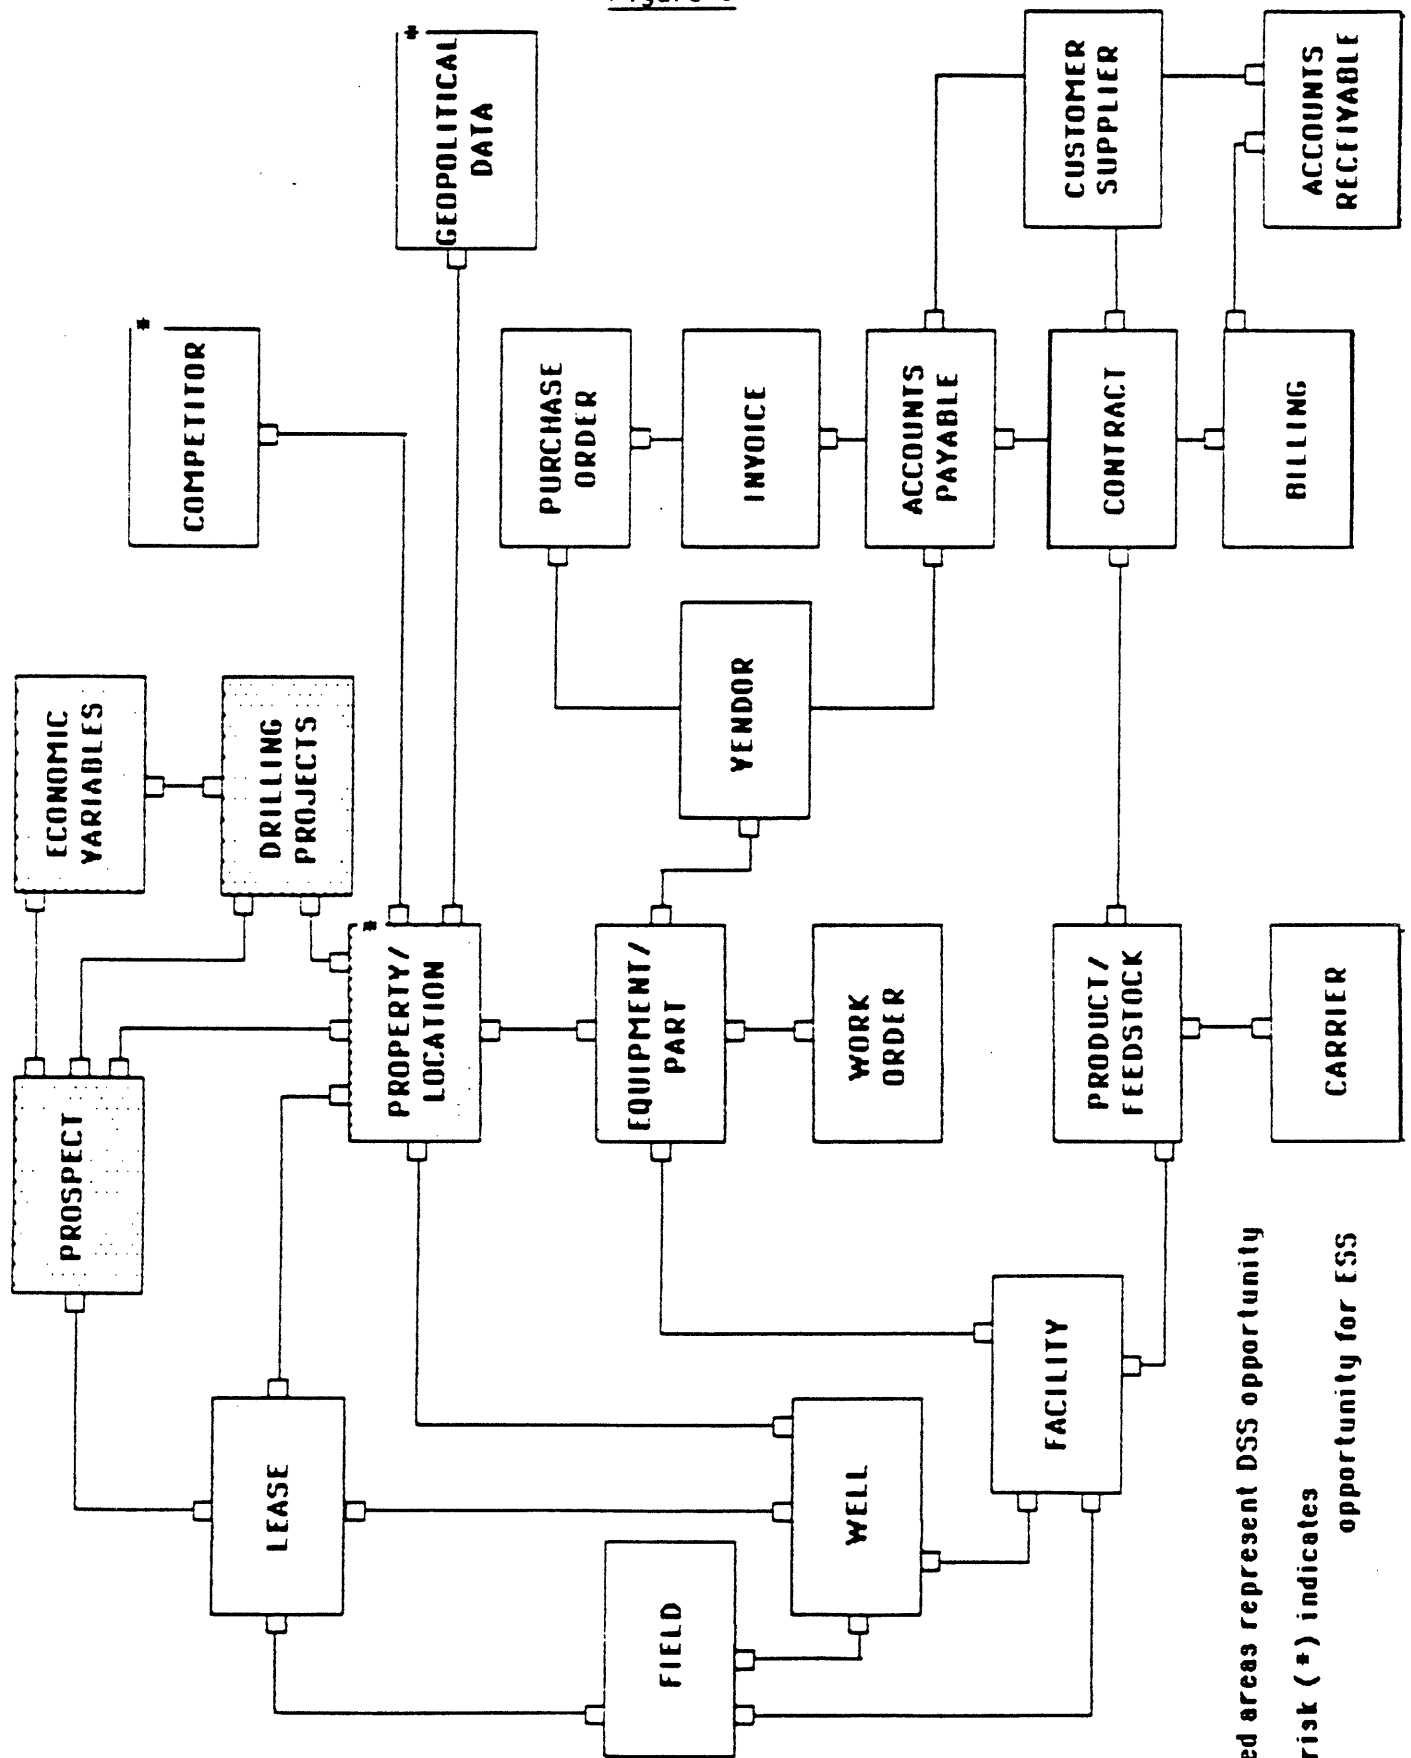 ECONOMIC
VARIABLES
DRILLING
PROJECTS
PROSPECT
COMPETITOR
*
GEOPOLITICAL
DATA
*
PROPERTY/
LOCATION
*
LEASE
FIELD
WELL
FACILITY
EQUIPMENT/
PART
WORK
ORDER
VENDOR
PURCHASE
ORDER
INVOICE
ACCOUNTS
PAYABLE
CONTRACT
BILLING
CUSTOMER
SUPPLIER
ACCOUNTS
RECEIVABLE
PRODUCT/
FEEDSTOCK
CARRIER
ed areas represent DSS opportunity
risk (*) indicates
opportunity for ESS